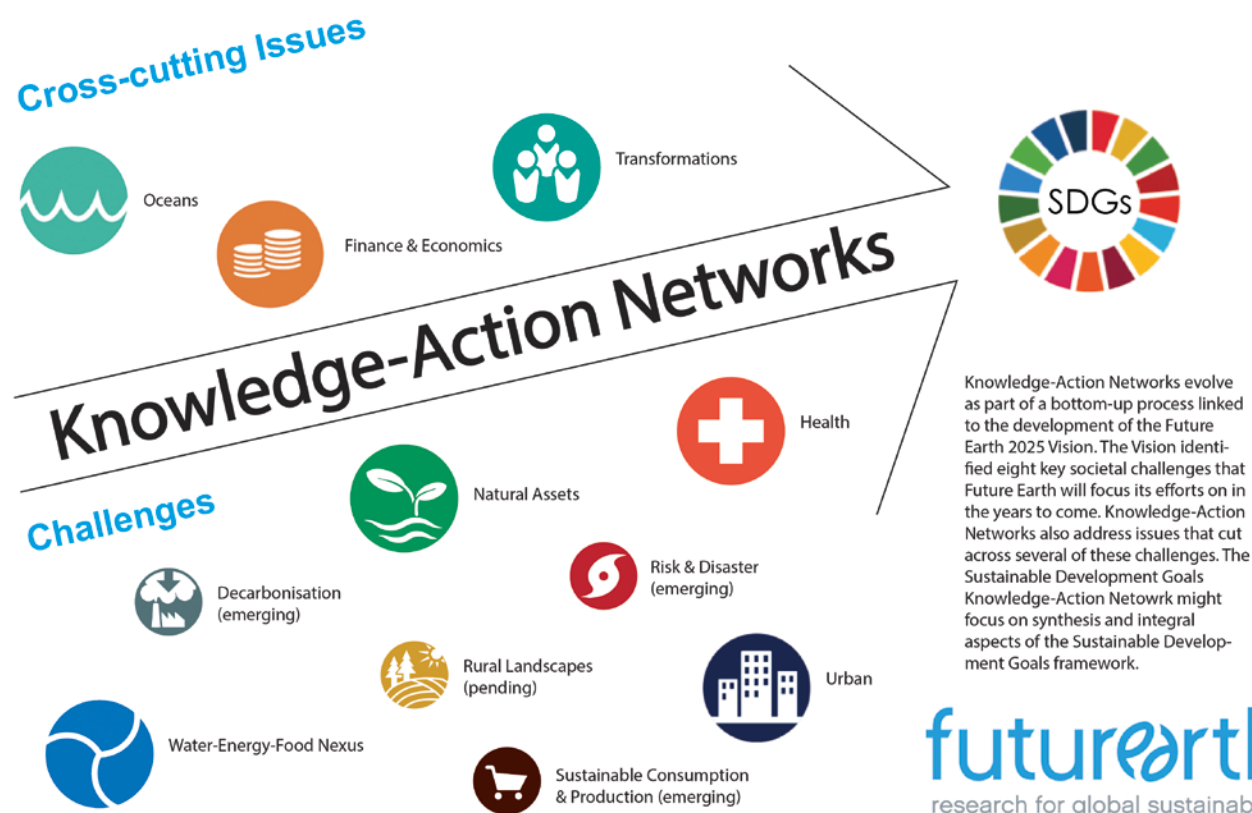 Cross-cutting Issues
Oceans
Finance & Economics
Transformations
SDGs
Knowledge-Action Networks
Challenges
Natural Assets
Health
Decarbonisation
(emerging)
Risk & Disaster
(emerging)
Rural Landscapes
(pending)
Urban
Water-Energy-Food Nexus
Sustainable Consumption
& Production (emerging)
Knowledge-Action Networks evolve
as part of a bottom-up process linked
to the development of the Future
Earth 2025 Vision. The Vision identi-
fied eight key societal challenges that
Future Earth will focus its efforts on in
the years to come. Knowledge-Action
Networks also address issues that cut
across several of these challenges. The
Sustainable Development Goals
Knowledge-Action Netowrk might
focus on synthesis and integral
aspects of the Sustainable Develop-
ment Goals framework.
futurearth
research for global sustainab